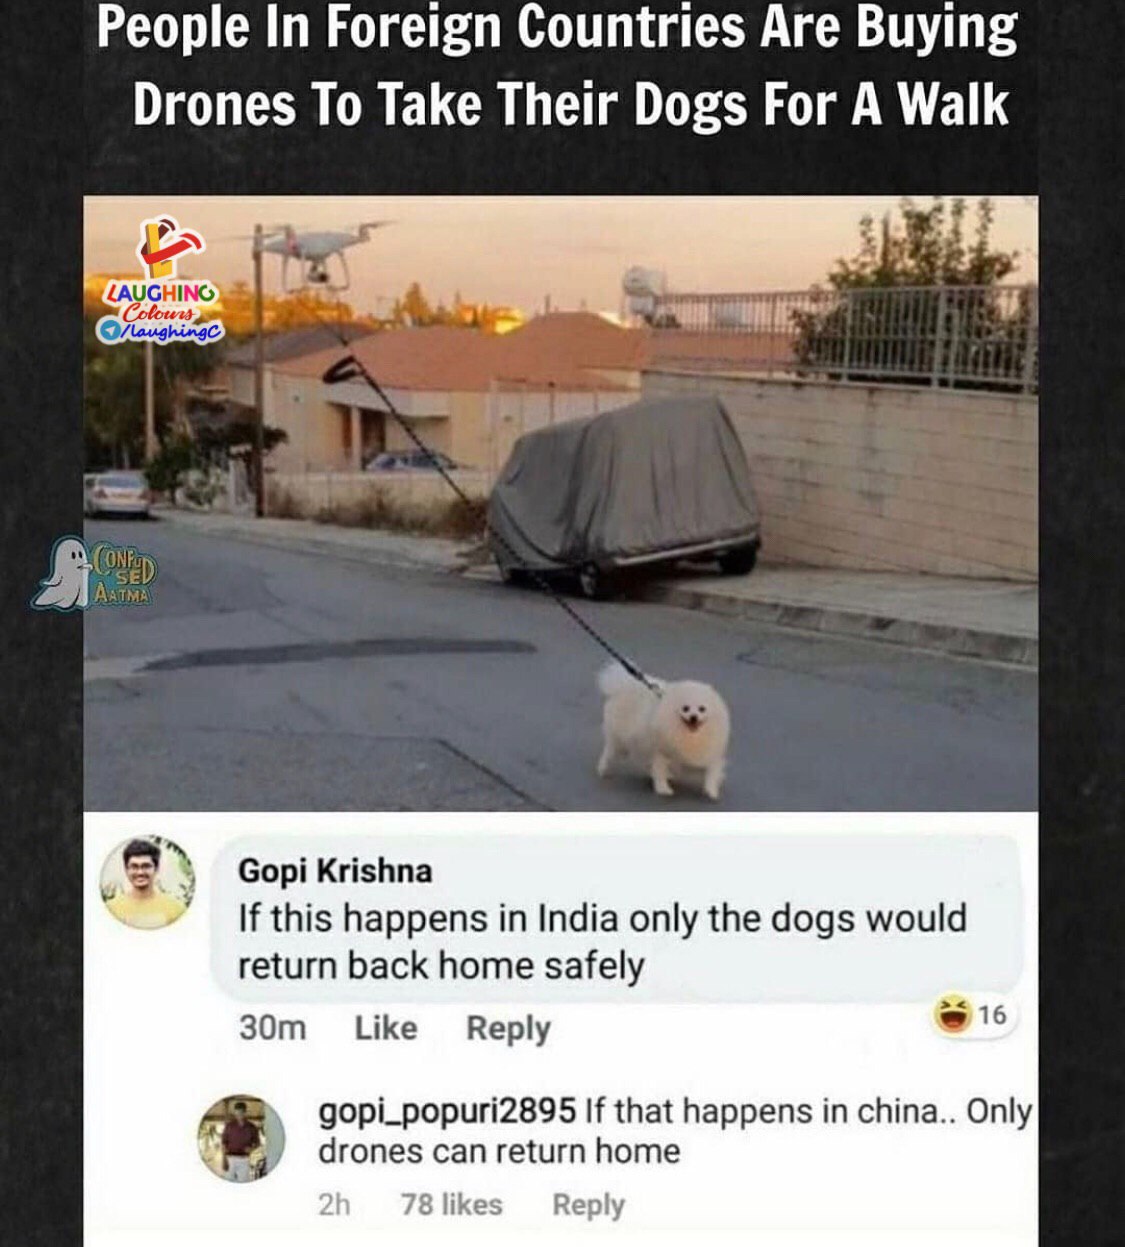 People In Foreign Countries Are Buying
Drones To Take Their Dogs For A Walk
LAUGHING
Colours
/laughingC
CONFU
SED
AATMA
Gopi Krishna
If this happens in India only the dogs would
return back home safely
30m Like Reply
16
gopi_popuri2895 If that happens in china.. Only
drones can return home
2h 78 likes Reply